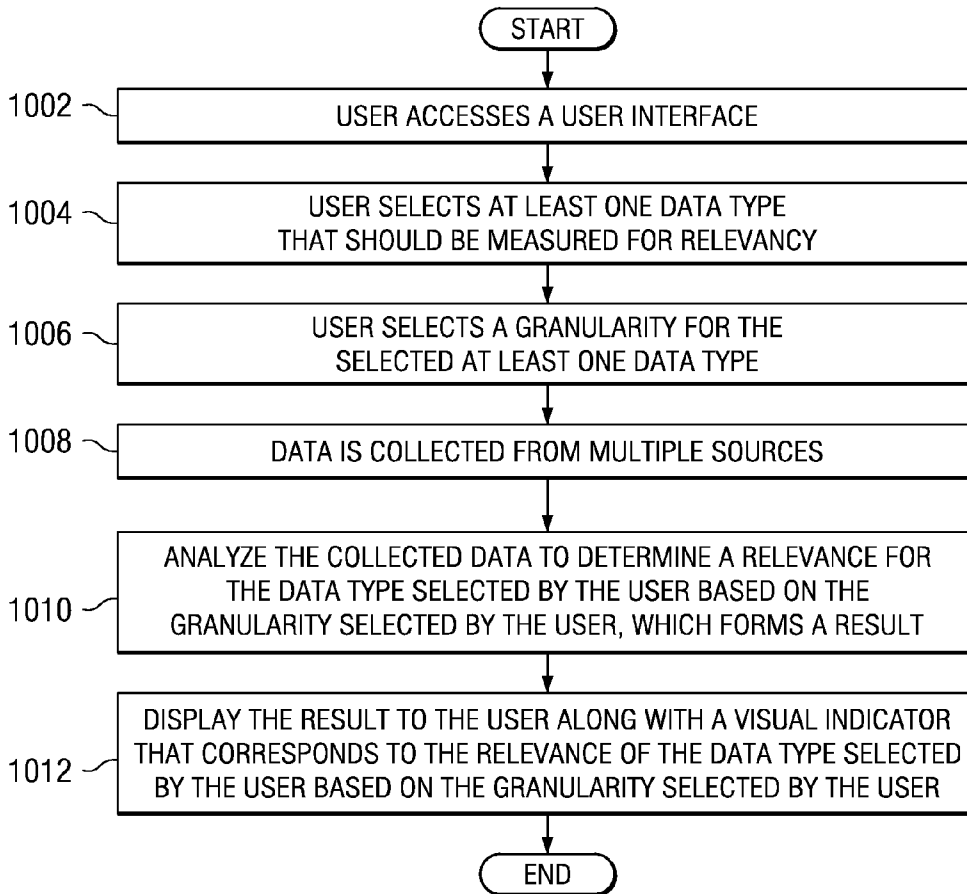 START
1002
USER ACCESSES A USER INTERFACE
1004
USER SELECTS AT LEAST ONE DATA TYPE
THAT SHOULD BE MEASURED FOR RELEVANCY
1006
USER SELECTS A GRANULARITY FOR THE
SELECTED AT LEAST ONE DATA TYPE
1008
DATA IS COLLECTED FROM MULTIPLE SOURCES
1010
ANALYZE THE COLLECTED DATA TO DETERMINE A RELEVANCE FOR
THE DATA TYPE SELECTED BY THE USER BASED ON THE
GRANULARITY SELECTED BY THE USER, WHICH FORMS A RESULT
1012
DISPLAY THE RESULT TO THE USER ALONG WITH A VISUAL INDICATOR
THAT CORRESPONDS TO THE RELEVANCE OF THE DATA TYPE SELECTED
BY THE USER BASED ON THE GRANULARITY SELECTED BY THE USER
END